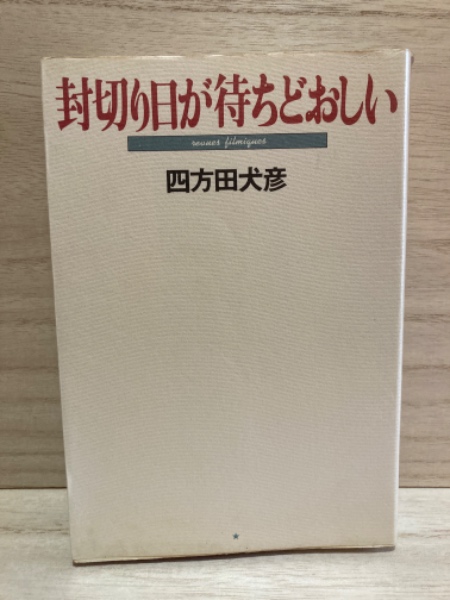 封切り日が待ちどおしい
revues filmiques
四方田犬彦